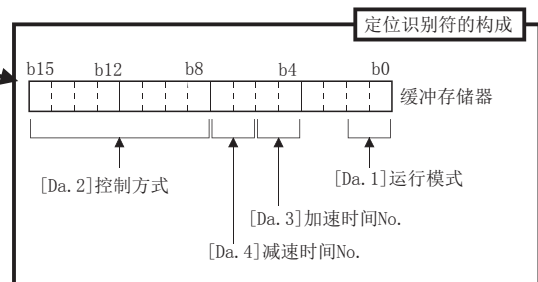 定位识别符的构成
b15 b12 b8 b4 b0
缓冲存储器
[Da.2]控制方式
[Da.1]运行模式
[Da.3]加速时间No.
[Da.4]减速时间No.